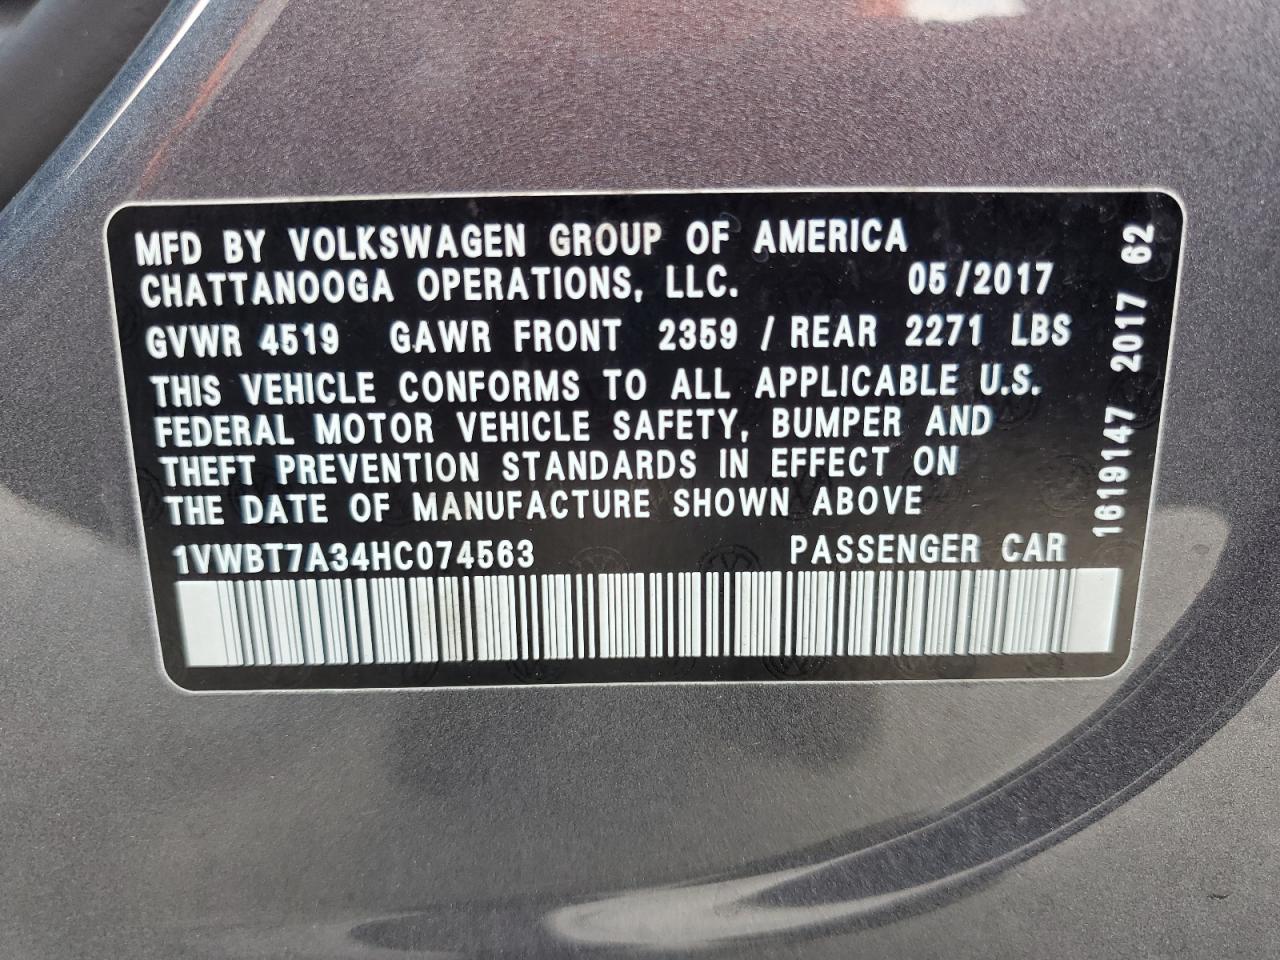 MFD BY VOLKSWAGEN GROUP OF AMERICA
CHATTANOOGA OPERATIONS, LLC. 05/2017
GVWR 4519 GAWR FRONT 2359 / REAR 2271 LBS
THIS VEHICLE CONFORMS TO ALL APPLICABLE U.S.
FEDERAL MOTOR VEHICLE SAFETY, BUMPER AND
THEFT PREVENTION STANDARDS IN EFFECT ON
THE DATE OF MANUFACTURE SHOWN ABOVE
1VWBT7A34HC074563 PASSENGER CAR
16191147 2017 62